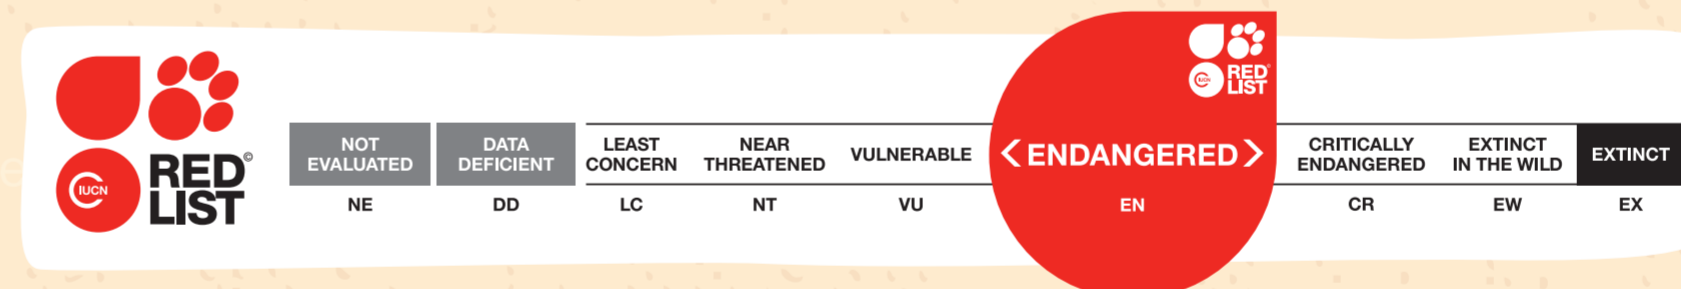 IUCN
RED
LIST
©
NOT
EVALUATED
NE
DATA
DEFICIENT
DD
LEAST
CONCERN
LC
NEAR
THREATENED
NT
VULNERABLE
VU
IUCN
RED
LIST
<ENDANGERED>
EN
CRITICALLY
ENDANGERED
CR
EXTINCT
IN THE WILD
EW
EXTINCT
EX